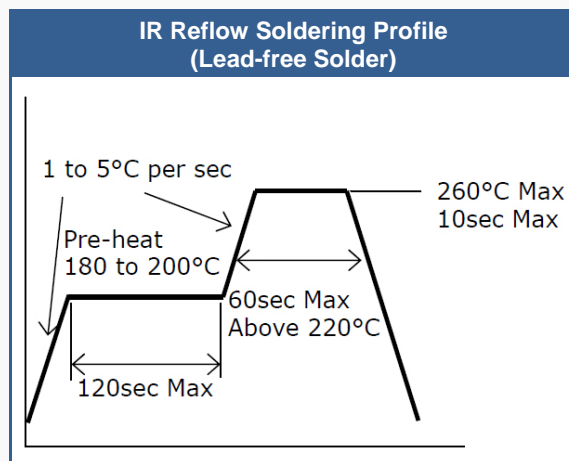 IR Reflow Soldering Profile
(Lead-free Solder)
1 to 5°C per sec
260°C Max
10sec Max
Pre-heat
180 to 200°C
60sec Max
Above 220°C
120sec Max